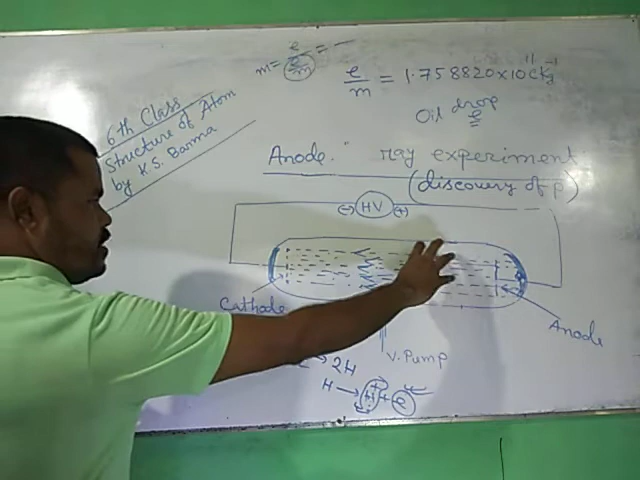 m = e / (e/m) = —
e/m = 1.758820×10¹¹ C kg⁻¹
6th Class
Structure of Atom
by K.S. Barma
Oil drop
e
Anode " ray experiment
(discovery of p)
(-) HV (+)
Cathode
Anode
V. Pump
→ 2H
H → H + e